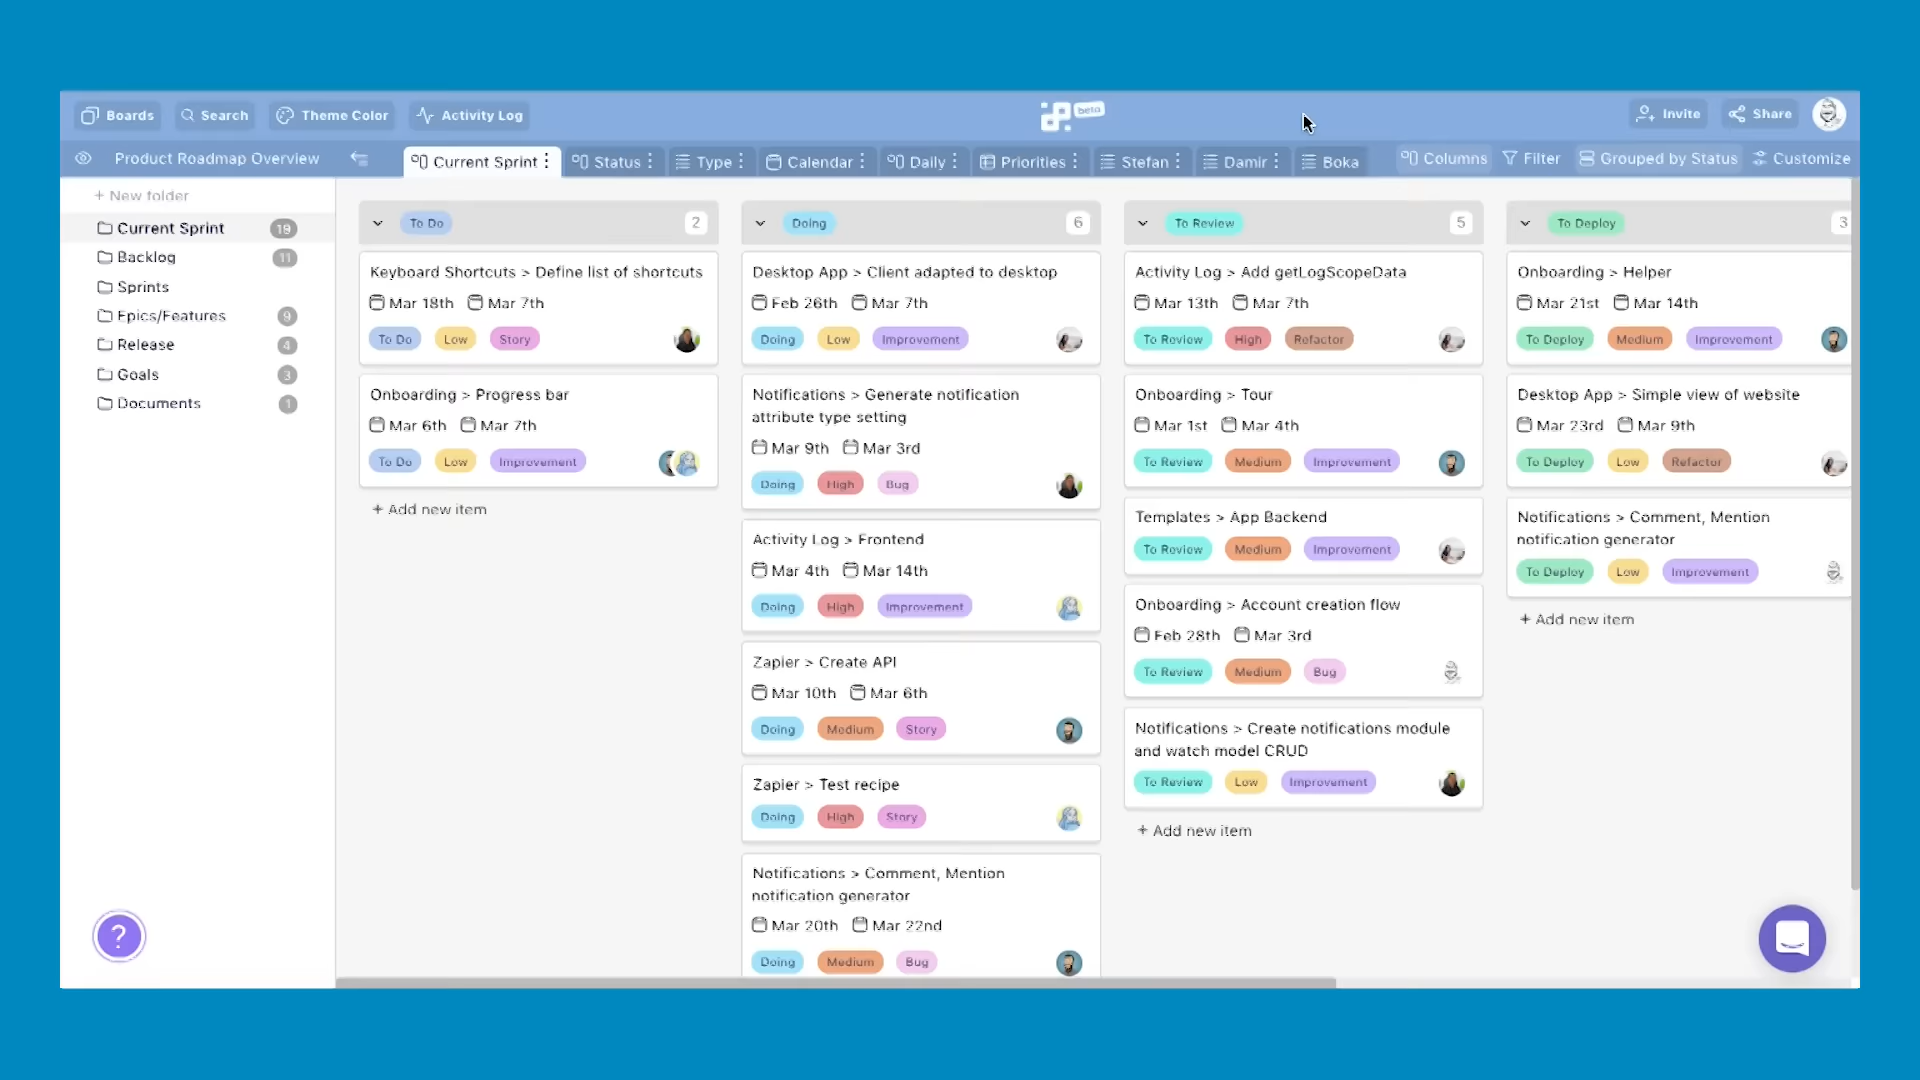 Boards
Search
Theme Color
Activity Log
beta
Invite
Share
Product Roadmap Overview
Current Sprint
Status
Type
Calendar
Daily
Priorities
Stefan
Damir
Boka
Columns
Filter
Grouped by Status
Customize
+ New folder
Current Sprint 19
Backlog 11
Sprints
Epics/Features 9
Release 4
Goals 3
Documents 1
To Do 2
Keyboard Shortcuts > Define list of shortcuts
Mar 18th Mar 7th
To Do Low Story
Onboarding > Progress bar
Mar 6th Mar 7th
To Do Low Improvement
+ Add new item
Doing 6
Desktop App > Client adapted to desktop
Feb 26th Mar 7th
Doing Low Improvement
Notifications > Generate notification
attribute type setting
Mar 9th Mar 3rd
Doing High Bug
Activity Log > Frontend
Mar 4th Mar 14th
Doing High Improvement
Zapier > Create API
Mar 10th Mar 6th
Doing Medium Story
Zapier > Test recipe
Doing High Story
Notifications > Comment, Mention
notification generator
Mar 20th Mar 22nd
Doing Medium Bug
To Review 5
Activity Log > Add getLogScopeData
Mar 13th Mar 7th
To Review High Refactor
Onboarding > Tour
Mar 1st Mar 4th
To Review Medium Improvement
Templates > App Backend
To Review Medium Improvement
Onboarding > Account creation flow
Feb 28th Mar 3rd
To Review Medium Bug
Notifications > Create notifications module
and watch model CRUD
To Review Low Improvement
+ Add new item
To Deploy 3
Onboarding > Helper
Mar 21st Mar 14th
To Deploy Medium Improvement
Desktop App > Simple view of website
Mar 23rd Mar 9th
To Deploy Low Refactor
Notifications > Comment, Mention
notification generator
To Deploy Low Improvement
+ Add new item
?